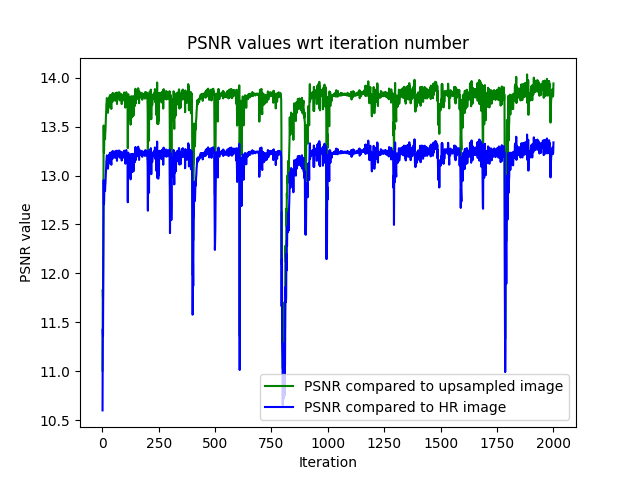 PSNR values wrt iteration number
14.0
13.5
13.0
12.5
12.0
11.5
11.0
10.5
PSNR value
PSNR compared to upsampled image
PSNR compared to HR image
0 250 500 750 1000 1250 1500 1750 2000
Iteration